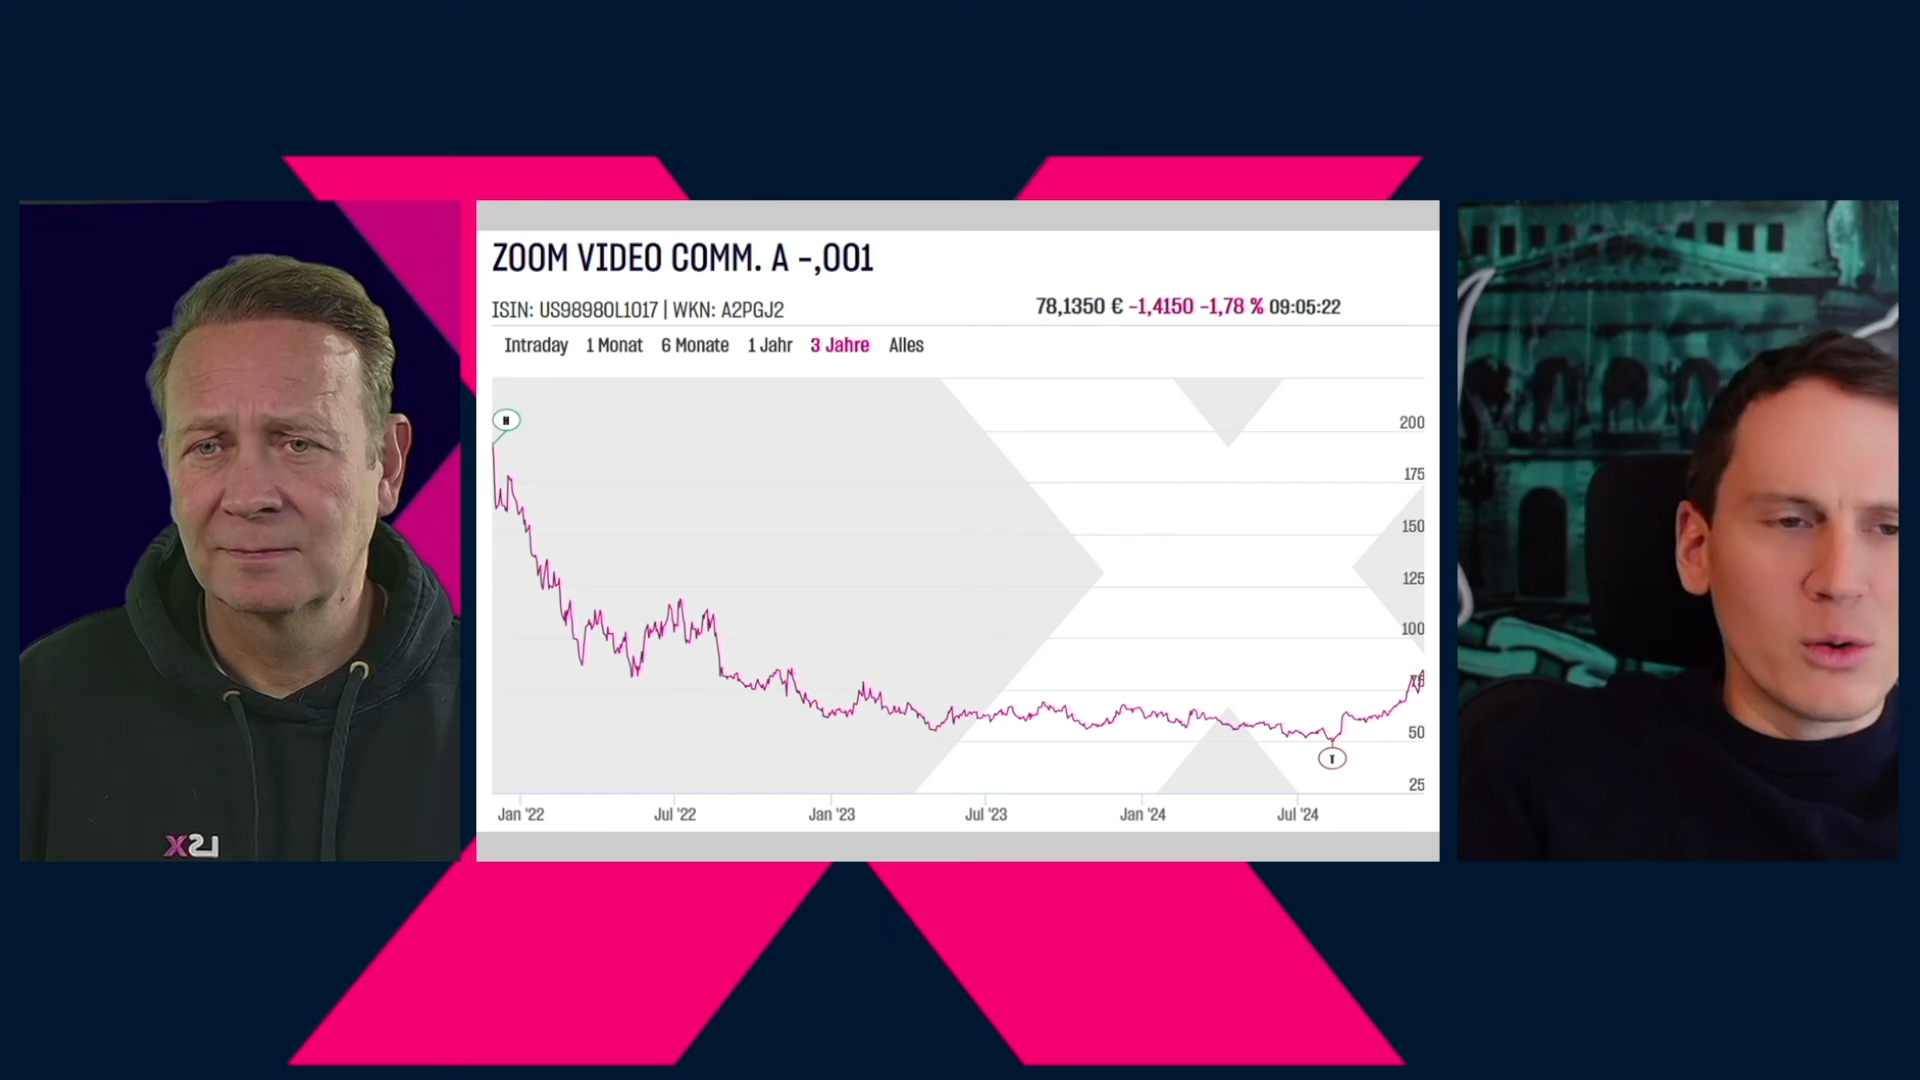 ZOOM VIDEO COMM. A -,001
ISIN: US98980L1017 | WKN: A2PGJ2
78,1350 € -1,4150 -1,78 % 09:05:22
Intraday 1 Monat 6 Monate 1 Jahr 3 Jahre Alles
H
200
175
150
125
100
75
50
T
25
Jan '22 Jul '22 Jan '23 Jul '23 Jan '24 Jul '24
LSX